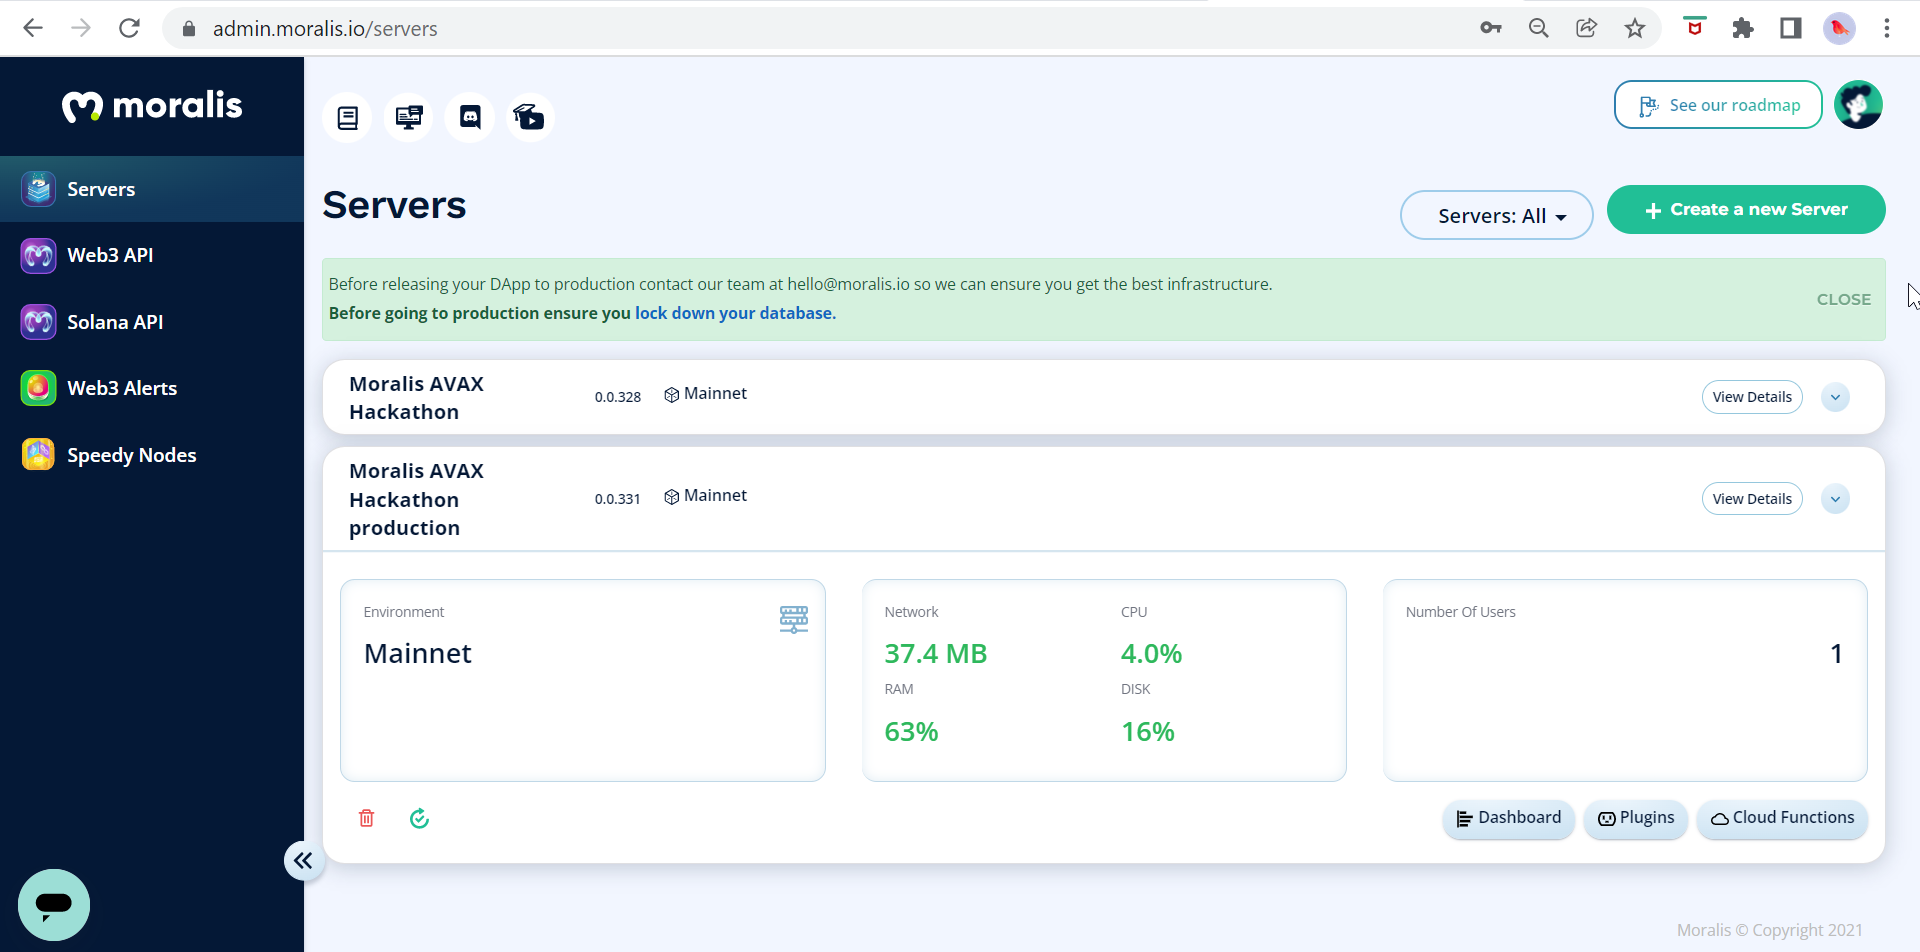 admin.moralis.io/servers
moralis
See our roadmap
Servers
Web3 API
Solana API
Web3 Alerts
Speedy Nodes
Servers
Servers: All
+ Create a new Server
Before releasing your DApp to production contact our team at hello@moralis.io so we can ensure you get the best infrastructure.
Before going to production ensure you lock down your database.
CLOSE
Moralis AVAX
Hackathon
0.0.328
Mainnet
View Details
Moralis AVAX
Hackathon
production
0.0.331
Mainnet
View Details
Environment
Mainnet
Network
CPU
37.4 MB
4.0%
RAM
DISK
63%
16%
Number Of Users
1
Dashboard
Plugins
Cloud Functions
Moralis © Copyright 2021